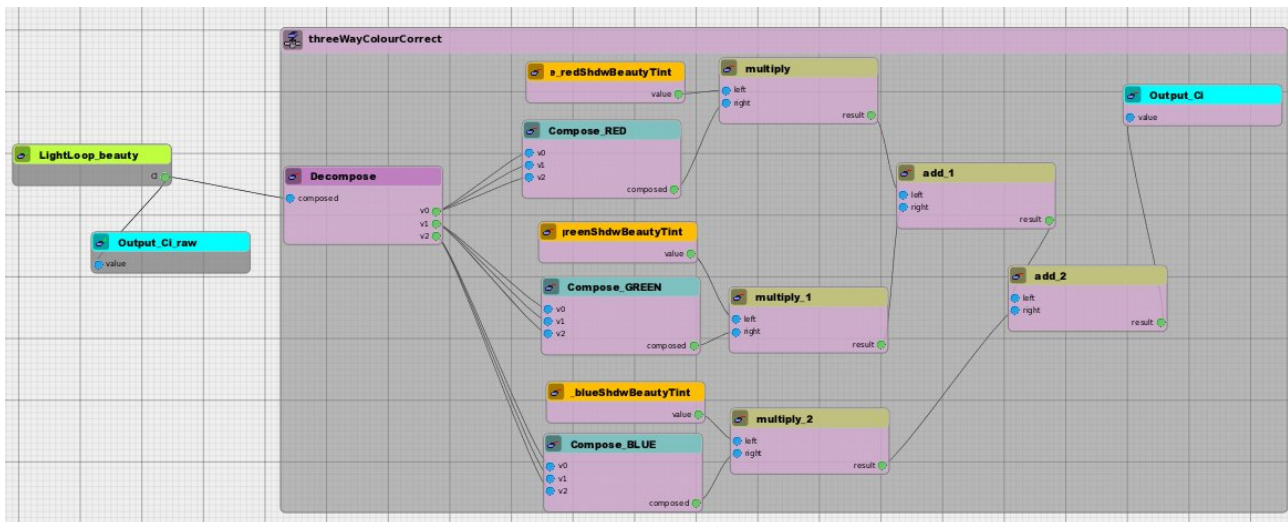 threeWayColourCorrect
e_redShdwBeautyTint
value
multiply
left
right
result
Output_Ci
value
Compose_RED
v0
v1
v2
composed
LightLoop_beauty
Ci
Output_Ci_raw
value
Decompose
composed
v0
v1
v2
add_1
left
right
result
greenShdwBeautyTint
value
Compose_GREEN
v0
v1
v2
composed
multiply_1
left
right
result
add_2
left
right
result
_blueShdwBeautyTint
value
Compose_BLUE
v0
v1
v2
composed
multiply_2
left
right
result